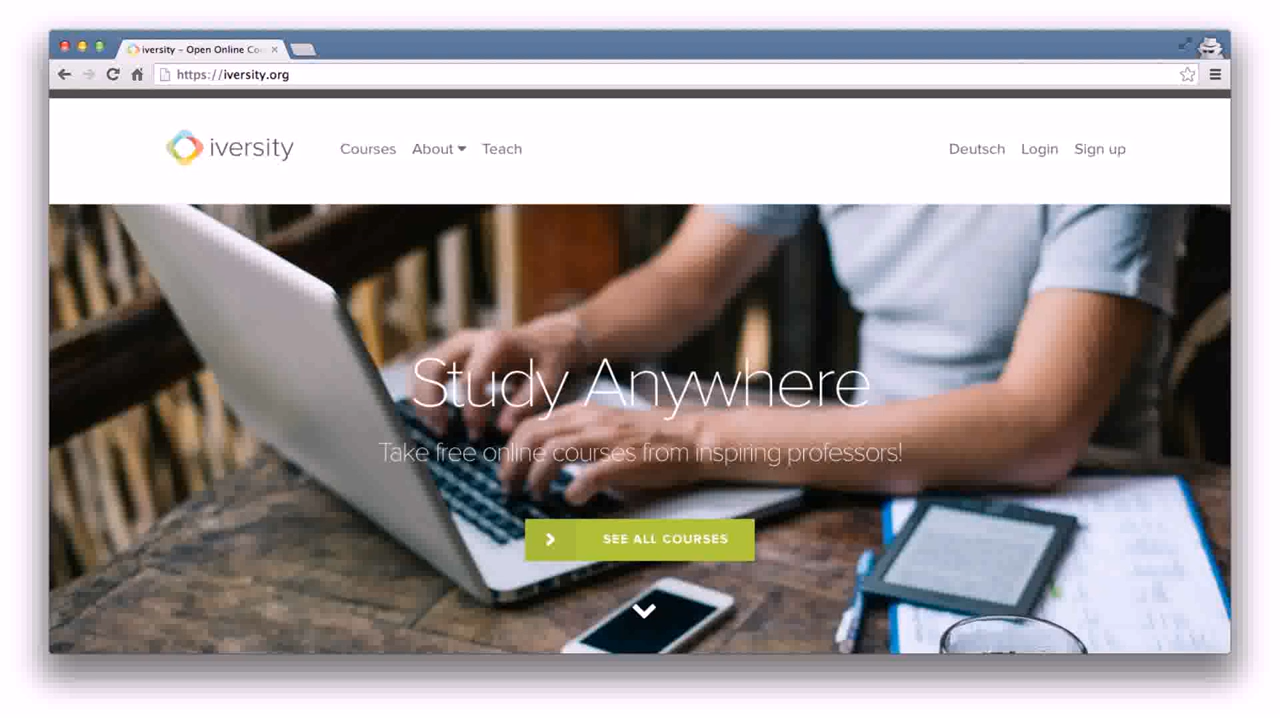 iversity – Open Online Co
https://iversity.org
iversity
Courses
About
Teach
Deutsch
Login
Sign up
Study Anywhere
Take free online courses from inspiring professors!
SEE ALL COURSES